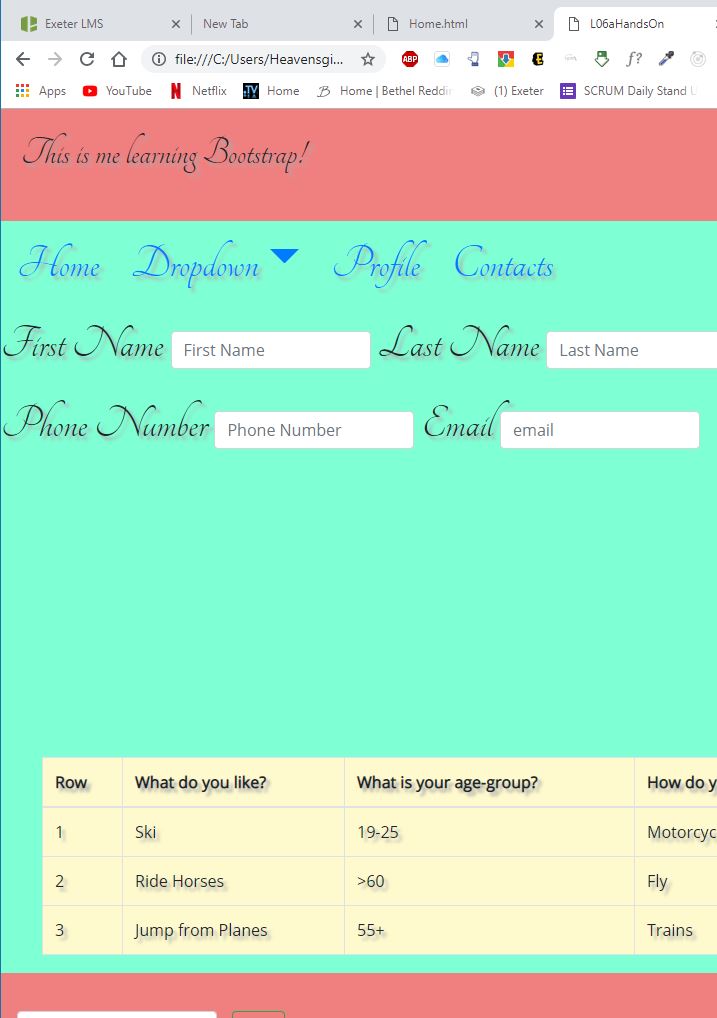 Exeter LMS New Tab Home.html L06aHandsOn
file:///C:/Users/Heavensgi... ABP f?
Apps YouTube Netflix Home Home | Bethel Reddi (1) Exeter SCRUM Daily Stand U
This is me learning Bootstrap!
Home Dropdown Profile Contacts
First Name First Name Last Name Last Name
Phone Number Phone Number Email email
Row What do you like? What is your age-group? How do y
1 Ski 19-25 Motorcyc
2 Ride Horses >60 Fly
3 Jump from Planes 55+ Trains